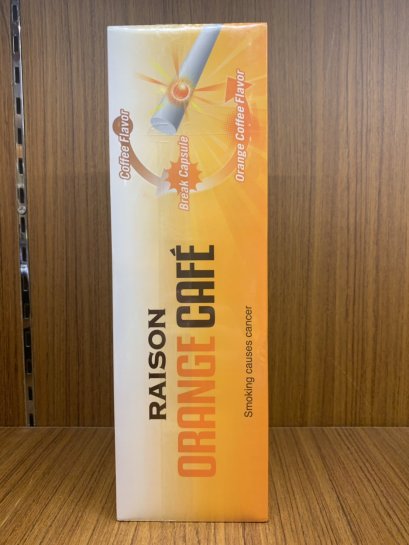 Coffee Flavor
Break Capsule
Orange Coffee Flavor
RAISON
ORANGE CAFÉ
Smoking causes cancer